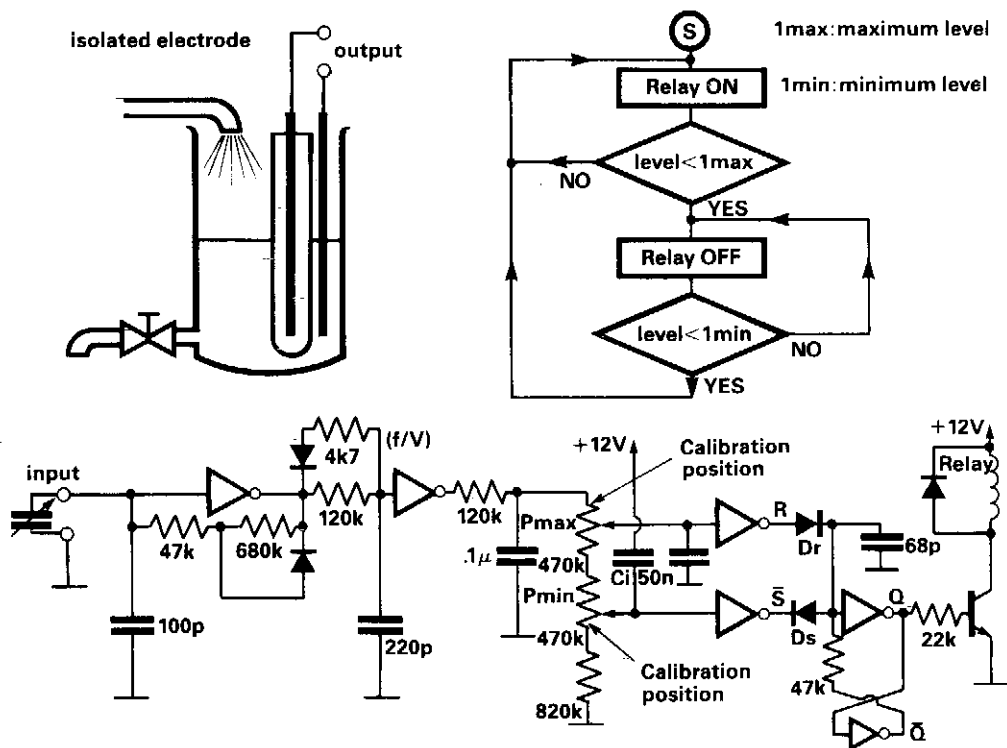 isolated electrode
output
S
1max:maximum level
Relay ON
1min:minimum level
level<1max
NO
YES
Relay OFF
level<1min
NO
YES
input
47k
680k
100p
4k7
(f/V)
120k
220p
120k
.1μ
+12V
Calibration
position
Pmax
470k
Ci
150n
Pmin
470k
Calibration
position
820k
R
Dr
68p
S̅
Ds
Q
22k
47k
Q̅
+12V
Relay